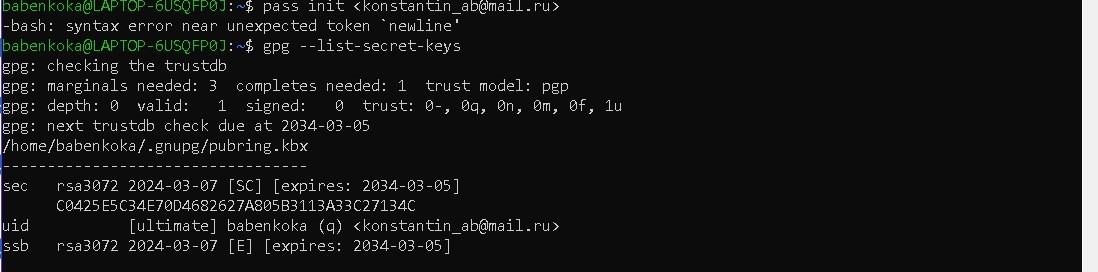 babenkoka@LAPTOP-6USQFP0J:~$ pass init <konstantin_ab@mail.ru>
-bash: syntax error near unexpected token `newline'
babenkoka@LAPTOP-6USQFP0J:~$ gpg --list-secret-keys
gpg: checking the trustdb
gpg: marginals needed: 3  completes needed: 1  trust model: pgp
gpg: depth: 0  valid:   1  signed:   0  trust: 0-, 0q, 0n, 0m, 0f, 1u
gpg: next trustdb check due at 2034-03-05
/home/babenkoka/.gnupg/pubring.kbx
----------------------------------
sec   rsa3072 2024-03-07 [SC] [expires: 2034-03-05]
      C0425E5C34E70D4682627A805B3113A33C27134C
uid           [ultimate] babenkoka (q) <konstantin_ab@mail.ru>
ssb   rsa3072 2024-03-07 [E] [expires: 2034-03-05]